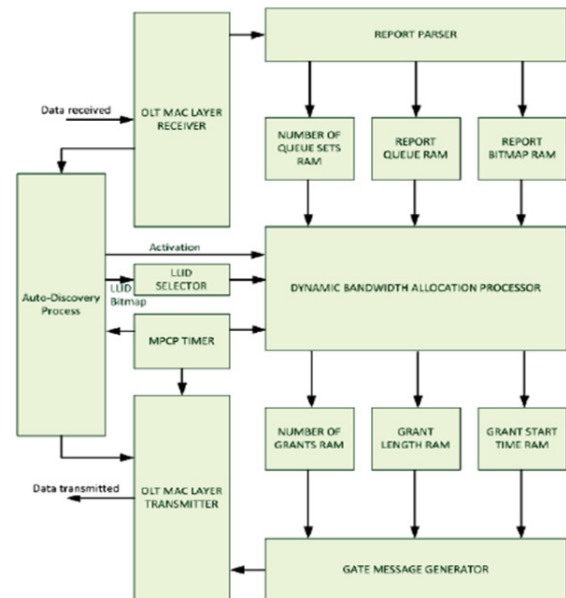 REPORT PARSER
Data received
OLT MAC LAYER
RECEIVER
NUMBER OF
QUEUE SETS
RAM
REPORT
QUEUE RAM
REPORT
BITMAP RAM
Activation
LLID
SELECTOR
LLID
Bitmap
Auto-Discovery
Process
DYNAMIC BANDWIDTH ALLOCATION PROCESSOR
MPCP TIMER
NUMBER OF
GRANTS RAM
GRANT
LENGTH RAM
GRANT START
TIME RAM
Data transmitted
OLT MAC LAYER
TRANSMITTER
GATE MESSAGE GENERATOR